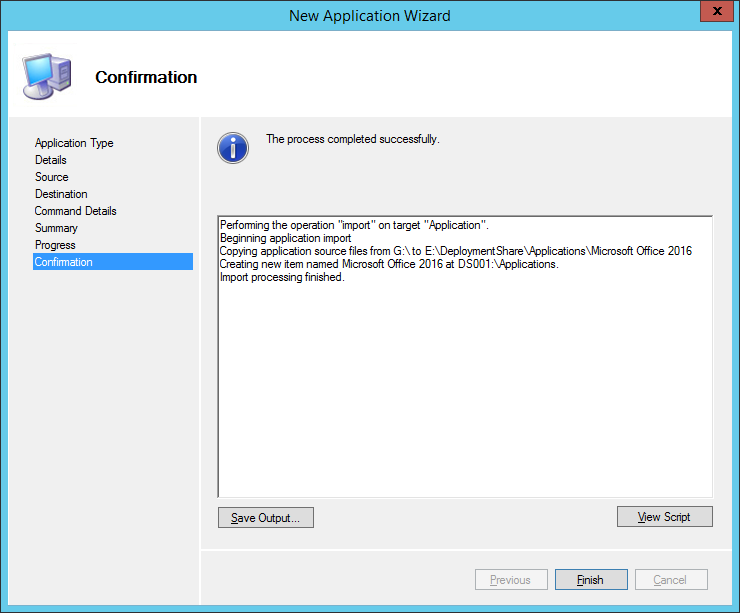 New Application Wizard
x
Confirmation
Application Type
Details
Source
Destination
Command Details
Summary
Progress
Confirmation
The process completed successfully.
Performing the operation "import" on target "Application".
Beginning application import
Copying application source files from G:\ to E:\DeploymentShare\Applications\Microsoft Office 2016
Creating new item named Microsoft Office 2016 at DS001:\Applications.
Import processing finished.
Save Output...
View Script
Previous
Finish
Cancel